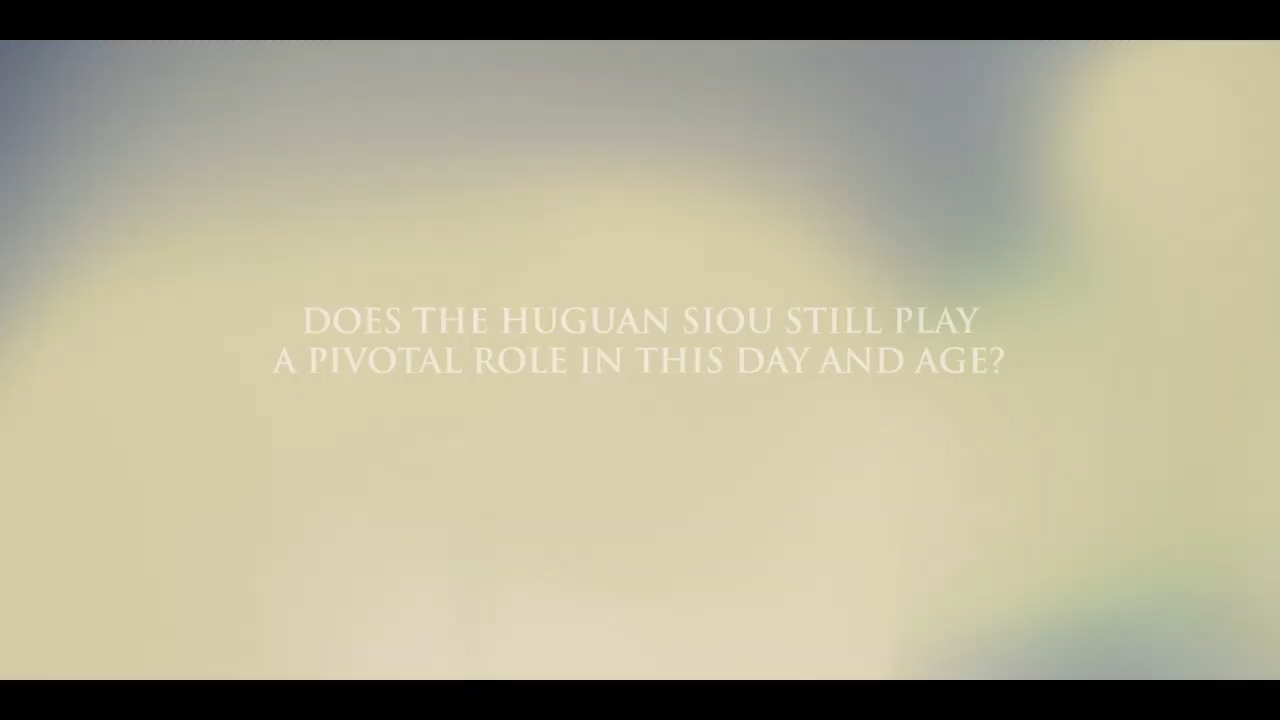 DOES THE HUGUAN SIOU STILL PLAY
A PIVOTAL ROLE IN THIS DAY AND AGE?